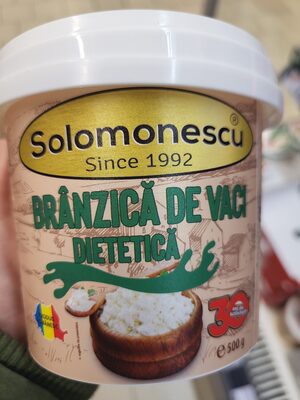 Solomonescu®
Since 1992
BRÂNZICĂ DE VACI
DIETETICĂ
30
℮ 500 g